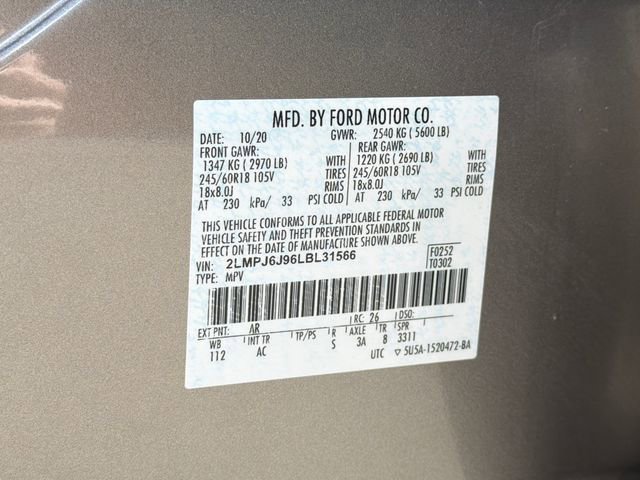 MFD. BY FORD MOTOR CO.
DATE: 10/20 GVWR: 2540 KG ( 5600 LB)
FRONT GAWR: REAR GAWR:
1347 KG ( 2970 LB) WITH 1220 KG ( 2690 LB) WITH
245/60R18 105V TIRES 245/60R18 105V TIRES
18x8.0J RIMS 18x8.0J RIMS
AT 230 kPa/ 33 PSI COLD AT 230 kPa/ 33 PSI COLD
THIS VEHICLE CONFORMS TO ALL APPLICABLE FEDERAL MOTOR
VEHICLE SAFETY AND THEFT PREVENTION STANDARDS IN
EFFECT ON THE DATE OF MANUFACTURE SHOWN ABOVE.
VIN: 2LMPJ6J96LBL31566 F0252
TYPE: MPV T0302
EXT PNT: AR RC: 26 DSO:
WB INT TR TP/PS R AXLE TR SPR
112 AC S 3A 8 3311
UTC ▽5U5A-1520472-BA